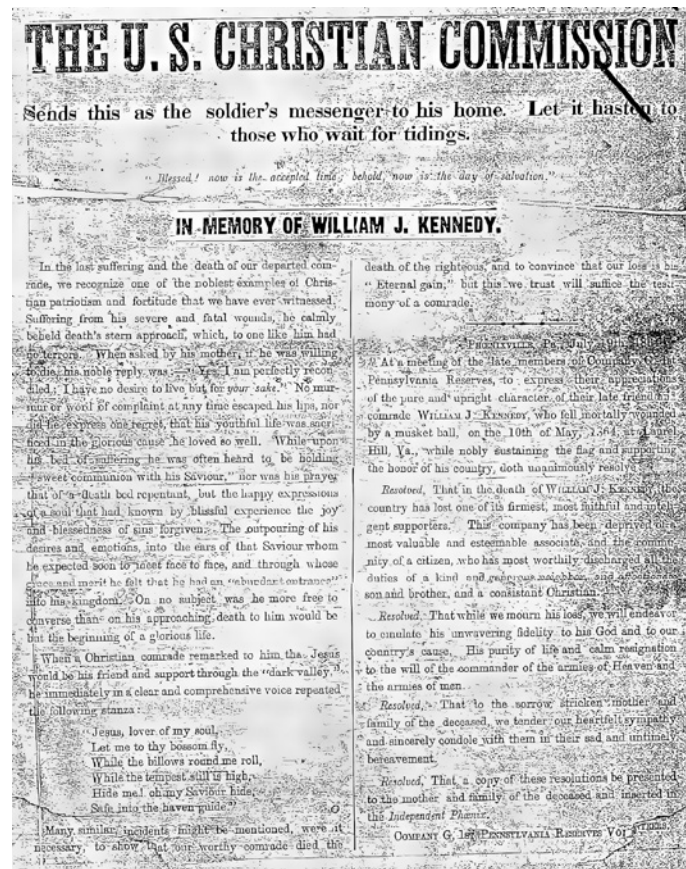 THE U. S. CHRISTIAN COMMISSION
Sends this as the soldier's messenger to his home. Let it hasten to
those who wait for tidings.
"Blessed! now is the accepted time; behold, now is the day of salvation."
IN MEMORY OF WILLIAM J. KENNEDY.
In the last suffering and the death of our departed com-
rade, we recognize one of the noblest examples of Chris-
tian patriotism and fortitude that we have ever witnessed.
Suffering from his severe and fatal wounds, he calmly
beheld death's stern approach, which, to one like him had
no terrors. When asked by his mother, if he was willing
to die, his noble reply was:—"Yes, I am perfectly recon
ciled; I have no desire to live but for your sake." No mur-
mur or word of complaint at any time escaped his lips, nor
did he express one regret, that his youthful life was sacri-
ficed in the glorious cause he loved so well. While upon
his bed of suffering he was often heard to be holding
"sweet communion with his Saviour," nor was his prayer
that of a death bed repentant, but the happy expressions
of a soul that had known by blissful experience the joy
and blessedness of sins forgiven. The outpouring of his
desires and emotions, into the ears of that Saviour whom
he expected soon to meet face to face, and through whose
grace and merit he felt that he had an "abundant entrance"
into his kingdom. On no subject was he more free to
converse than on his approaching death to him would be
but the beginning of a glorious life.
When a Christian comrade remarked to him that Jesus
would be his friend and support through the "dark valley,"
he immediately in a clear and comprehensive voice repeated
the following stanza:
"Jesus, lover of my soul,
Let me to thy bossom fly,
While the billows round me roll,
While the tempest still is high,
Hide me! oh my Saviour hide,
Safe into the haven guide."
Many similar incidents might be mentioned, were it
necessary, to show that our worthy comrade died the
death of the righteous, and to convince that our loss is his
"Eternal gain," but this we trust will suffice the testi
mony of a comrade.
Pa., July
At a meeting of the late members of Company G, 1st
Pennsylvania Reserves, to express their appreciations
of the pure and upright character of their late friend and
comrade WILLIAM J. KENNEDY, who fell mortally wounded
by a musket ball, on the 10th of May, 1864, at Laurel
Hill, Va., while nobly sustaining the flag and supporting
the honor of his country, doth unanimously resolve:
Resolved, That in the death of WILLIAM J. KENNEDY the
country has lost one of its firmest, most faithful and inteli-
gent supporters. This company has been deprived of a
most valuable and esteemable associate, and the commu-
nity of a citizen, who has most worthily discharged all the
duties of a kind and generous neighbor, and affectionate
son and brother, and a consistant Christian.
Resolved, That while we mourn his loss, we will endeavor
to emulate his unwavering fidelity to his God and to our
country's cause. His purity of life and calm resignation
to the will of the commander of the armies of Heaven and
the armies of men.
Resolved, That to the sorrow stricken mother and
family of the deceased, we tender our heartfelt sympathy
and sincerely condole with them in their sad and untimely
bereavement.
Resolved, That a copy of these resolutions be presented
to the mother and family of the deceased and inserted in
the Independent Phœnix.
COMPANY G, 1st PENNSYLVANIA RESERVES